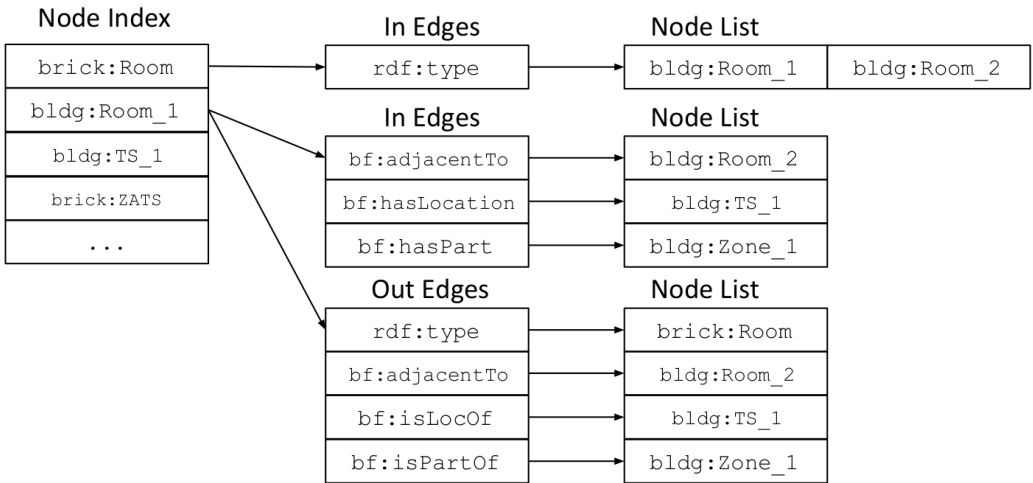 Node Index
In Edges
Node List
brick:Room
rdf:type
bldg:Room_1
bldg:Room_2
bldg:Room_1
In Edges
Node List
bldg:TS_1
bf:adjacentTo
bldg:Room_2
brick:ZATS
bf:hasLocation
bldg:TS_1
...
bf:hasPart
bldg:Zone_1
Out Edges
Node List
rdf:type
brick:Room
bf:adjacentTo
bldg:Room_2
bf:isLocOf
bldg:TS_1
bf:isPartOf
bldg:Zone_1